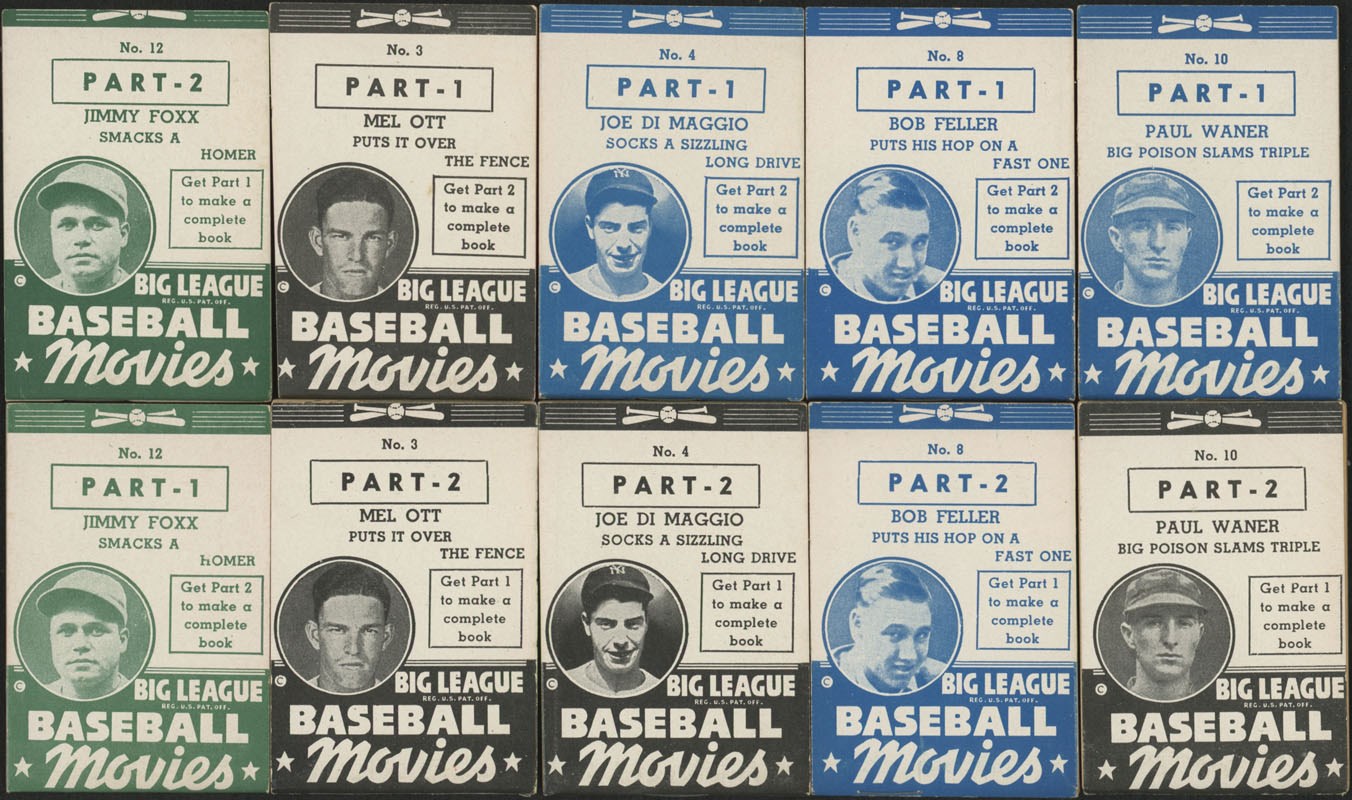 No. 12
PART-2
JIMMY FOXX
SMACKS A
HOMER
Get Part 1
to make a
complete
book
©
BIG LEAGUE
REG. U.S. PAT. OFF.
BASEBALL
Movies
No. 3
PART-1
MEL OTT
PUTS IT OVER
THE FENCE
Get Part 2
to make a
complete
book
©
BIG LEAGUE
REG. U.S. PAT. OFF.
BASEBALL
Movies
No. 4
PART-1
JOE DI MAGGIO
SOCKS A SIZZLING
LONG DRIVE
NY
Get Part 2
to make a
complete
book
©
BIG LEAGUE
REG. U.S. PAT. OFF.
BASEBALL
Movies
No. 8
PART-1
BOB FELLER
PUTS HIS HOP ON A
FAST ONE
Get Part 2
to make a
complete
book
©
BIG LEAGUE
REG. U.S. PAT. OFF.
BASEBALL
Movies
No. 10
PART-1
PAUL WANER
BIG POISON SLAMS TRIPLE
Get Part 2
to make a
complete
book
©
BIG LEAGUE
REG. U.S. PAT. OFF.
BASEBALL
Movies
No. 12
PART-1
JIMMY FOXX
SMACKS A
HOMER
Get Part 2
to make a
complete
book
©
BIG LEAGUE
REG. U.S. PAT. OFF.
BASEBALL
Movies
No. 3
PART-2
MEL OTT
PUTS IT OVER
THE FENCE
Get Part 1
to make a
complete
book
©
BIG LEAGUE
REG. U.S. PAT. OFF.
BASEBALL
Movies
No. 4
PART-2
JOE DI MAGGIO
SOCKS A SIZZLING
LONG DRIVE
NY
Get Part 1
to make a
complete
book
©
BIG LEAGUE
REG. U.S. PAT. OFF.
BASEBALL
Movies
No. 8
PART-2
BOB FELLER
PUTS HIS HOP ON A
FAST ONE
Get Part 1
to make a
complete
book
©
BIG LEAGUE
REG. U.S. PAT. OFF.
BASEBALL
Movies
No. 10
PART-2
PAUL WANER
BIG POISON SLAMS TRIPLE
Get Part 1
to make a
complete
book
©
BIG LEAGUE
REG. U.S. PAT. OFF.
BASEBALL
Movies